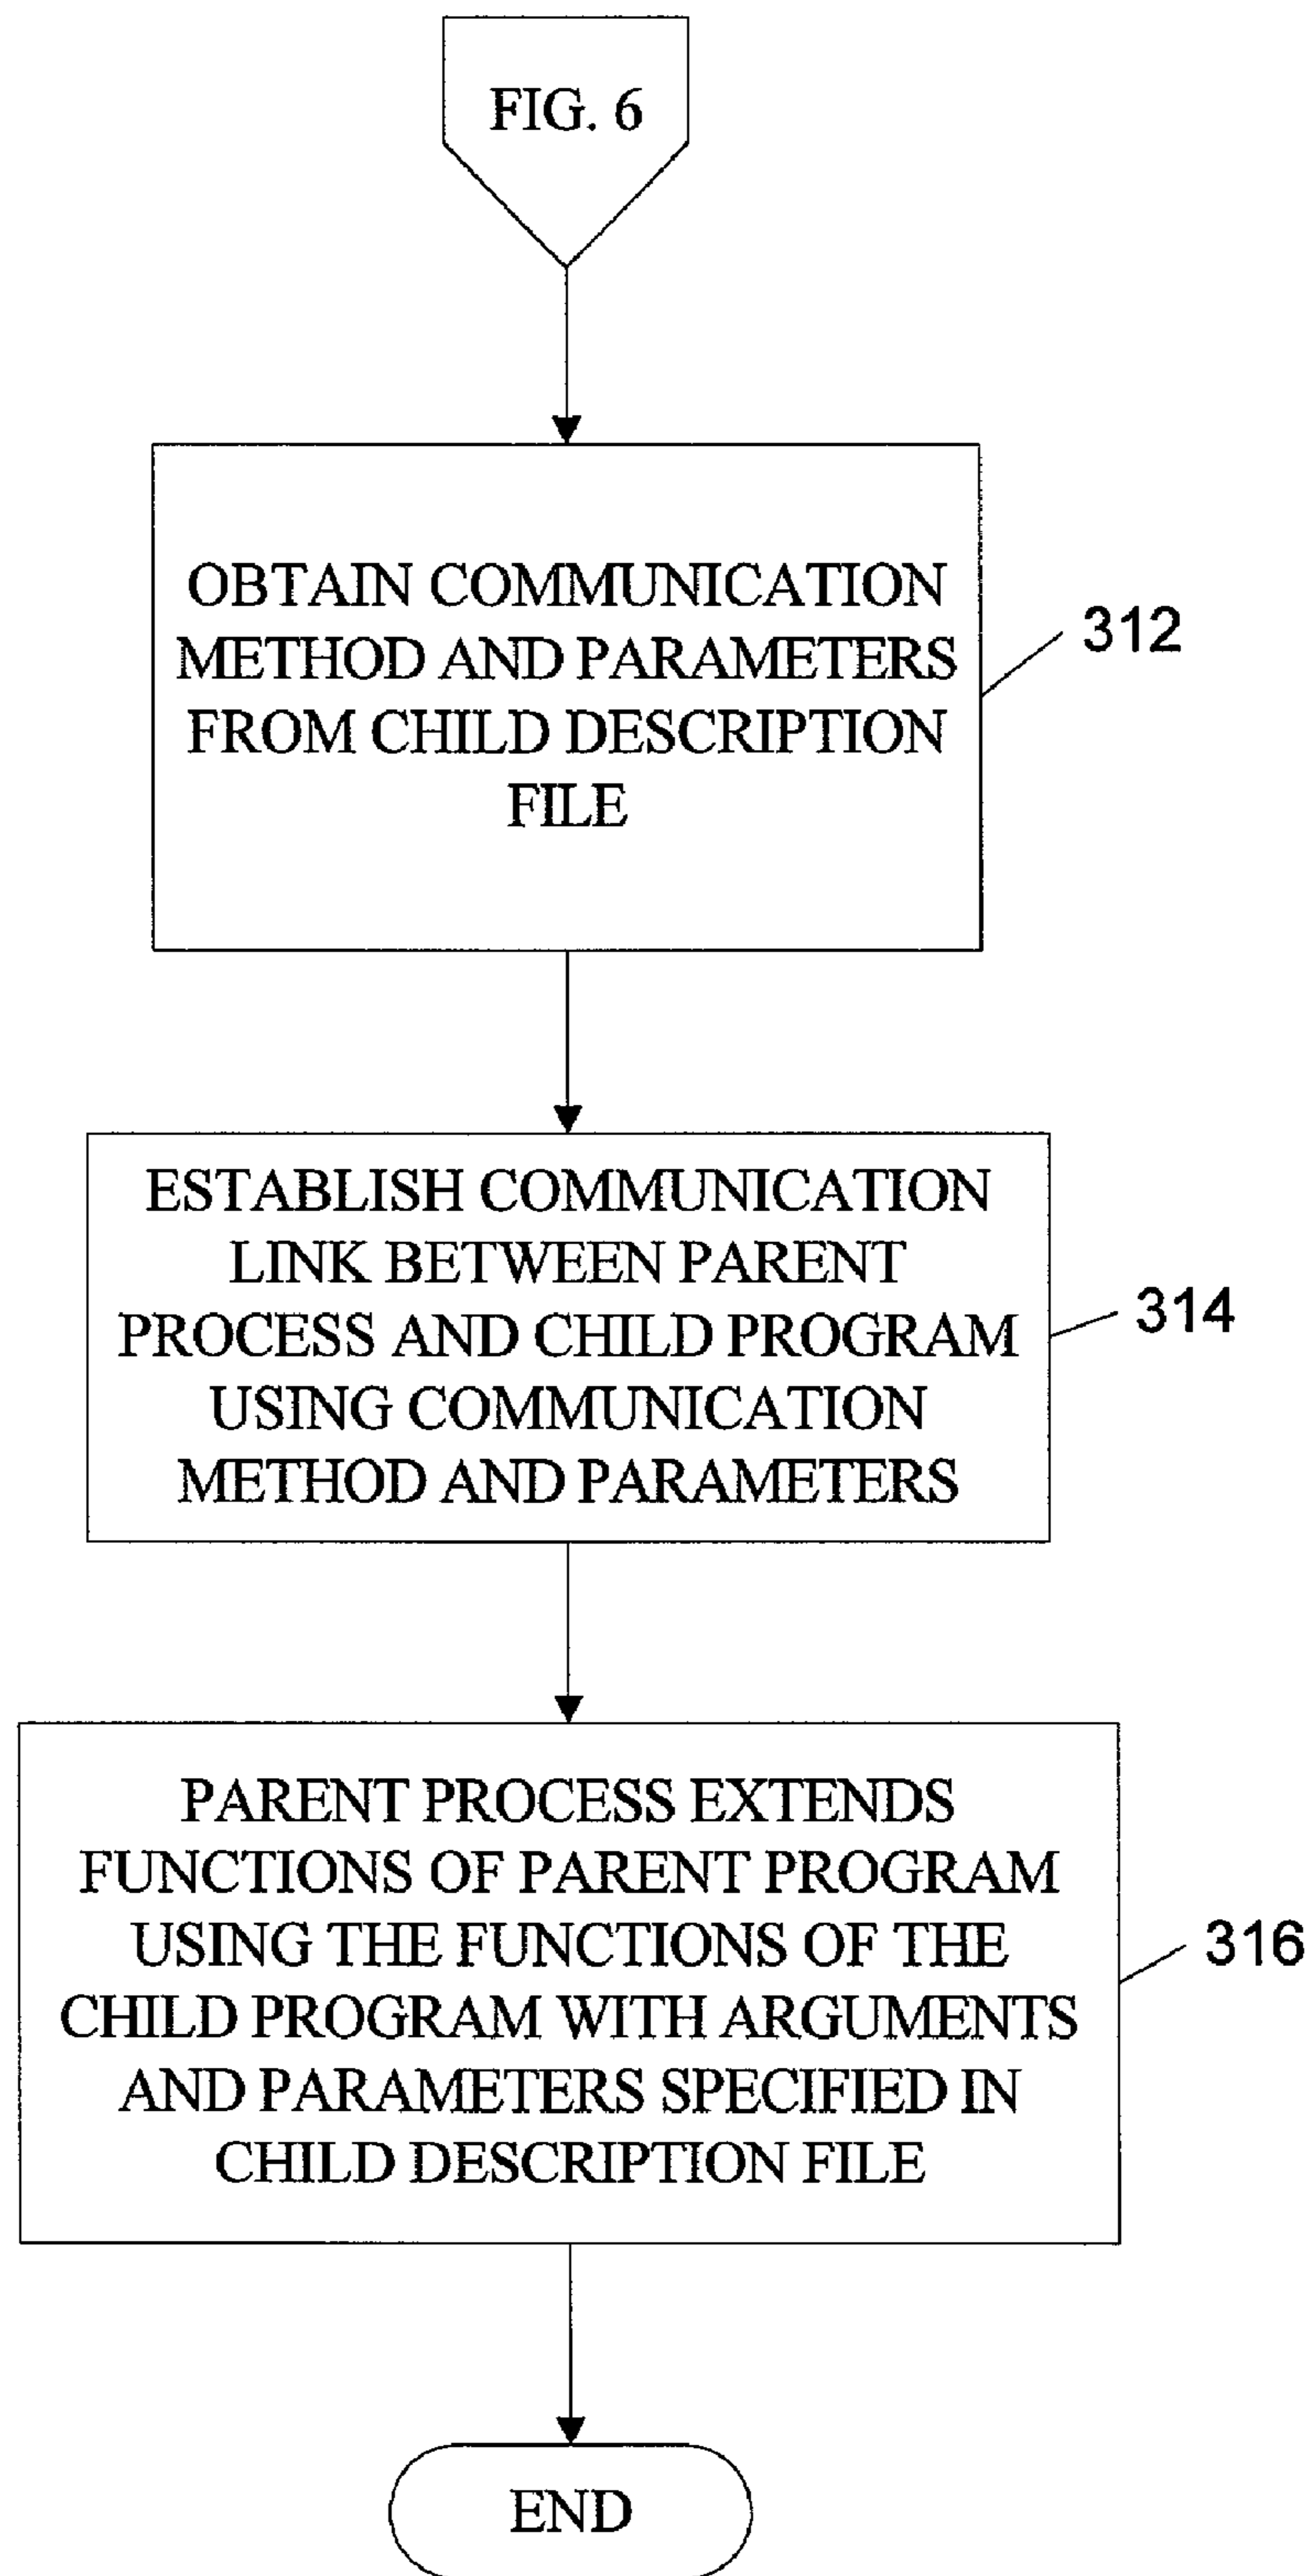 FIG. 6
OBTAIN COMMUNICATION
METHOD AND PARAMETERS
FROM CHILD DESCRIPTION
FILE
312
ESTABLISH COMMUNICATION
LINK BETWEEN PARENT
PROCESS AND CHILD PROGRAM
USING COMMUNICATION
METHOD AND PARAMETERS
314
PARENT PROCESS EXTENDS
FUNCTIONS OF PARENT PROGRAM
USING THE FUNCTIONS OF THE
CHILD PROGRAM WITH ARGUMENTS
AND PARAMETERS SPECIFIED IN
CHILD DESCRIPTION FILE
316
END